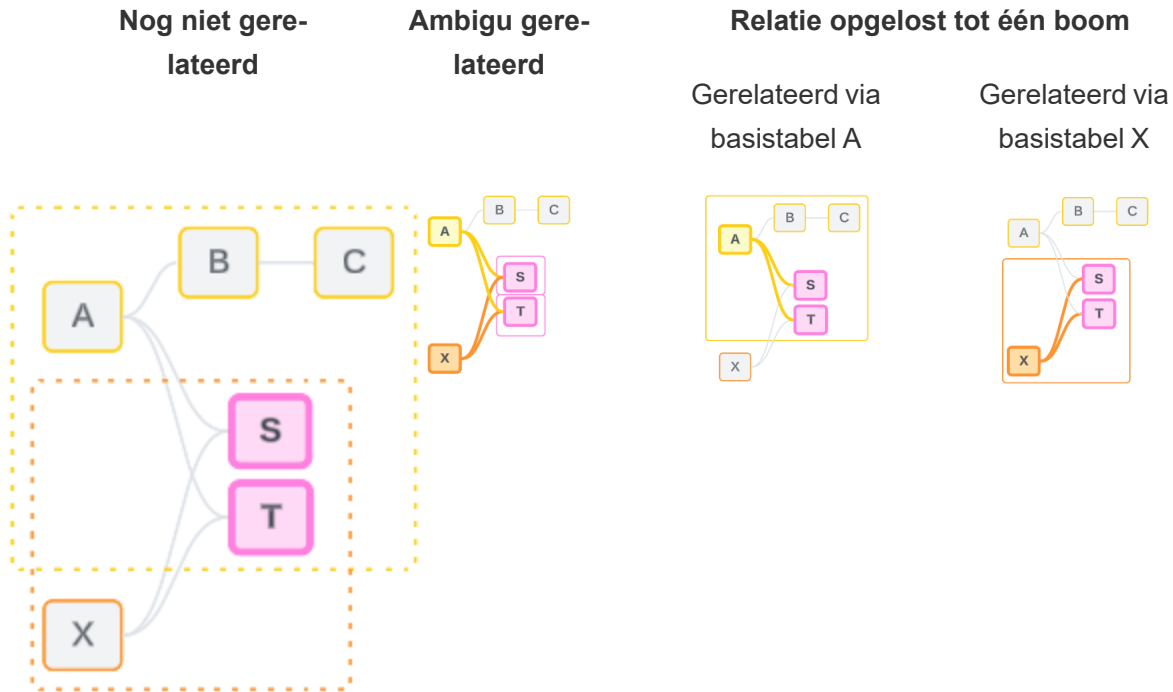 Nog niet gere-
lateerd
Ambigu gere-
lateerd
Relatie opgelost tot één boom
Gerelateerd via
basistabel A
Gerelateerd via
basistabel X
B
C
A
S
T
X
B
C
A
S
T
X
B
C
A
S
T
X
B
C
A
S
T
X